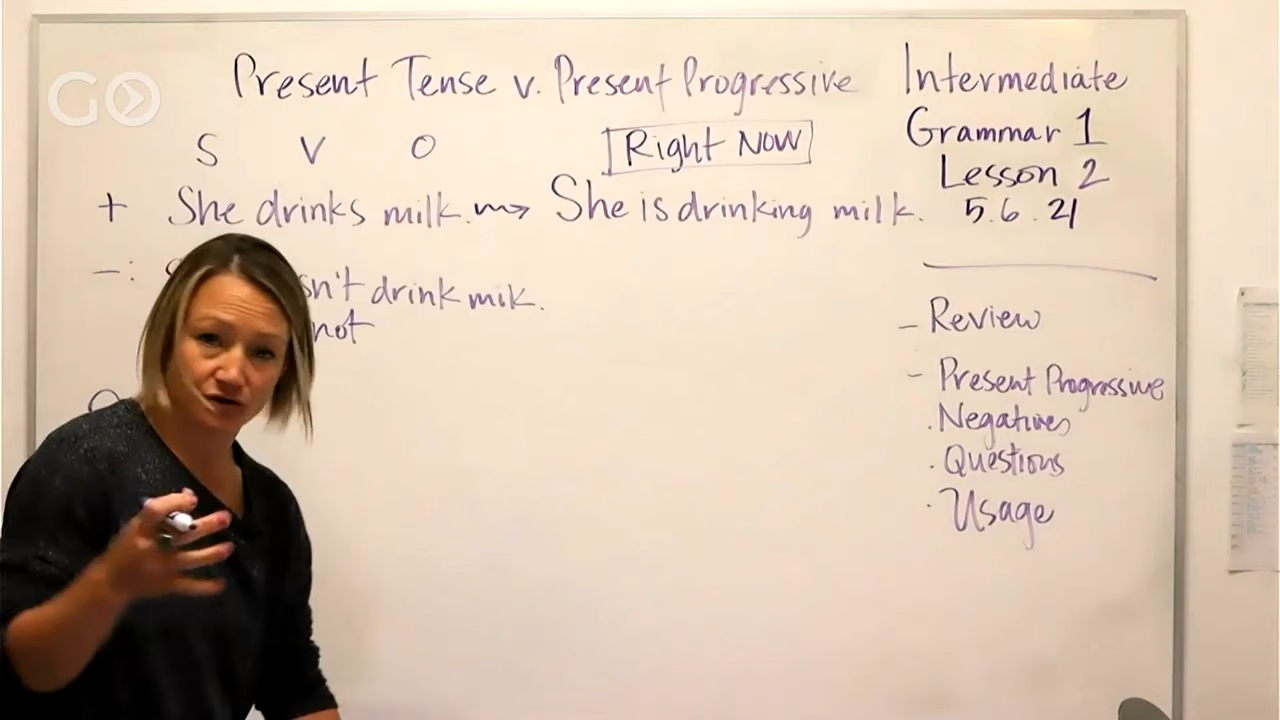 GO
Present Tense v. Present Progressive
S V O
Right Now
+ She drinks milk. → She is drinking milk.
-: drink mik.
not
Intermediate
Grammar 1
Lesson 2
5.6.21
- Review
- Present Progressive
. Negatives
. Questions
. Usage